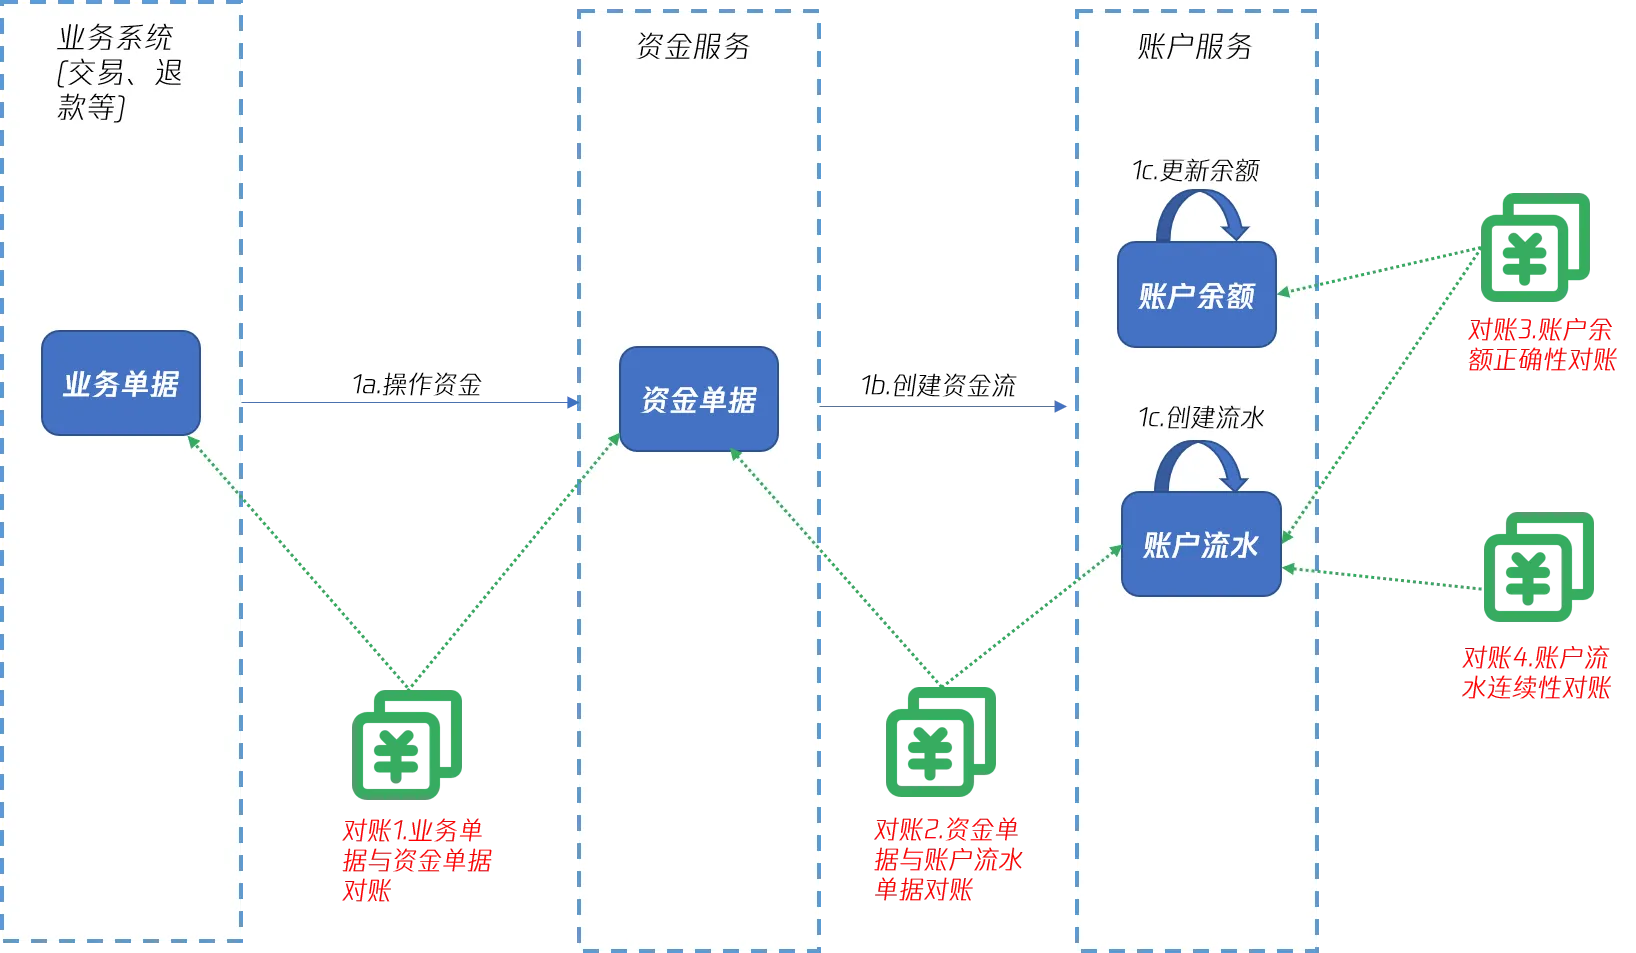 业务系统
[交易、退
款等]
资金服务
账户服务
1c.更新余额
账户余额
对账3.账户余
额正确性对账
业务单据
1a.操作资金
资金单据
1b.创建资金流
1c.创建流水
账户流水
对账4.账户流
水连续性对账
对账1.业务单
据与资金单据
对账
对账2.资金单
据与账户流水
单据对账